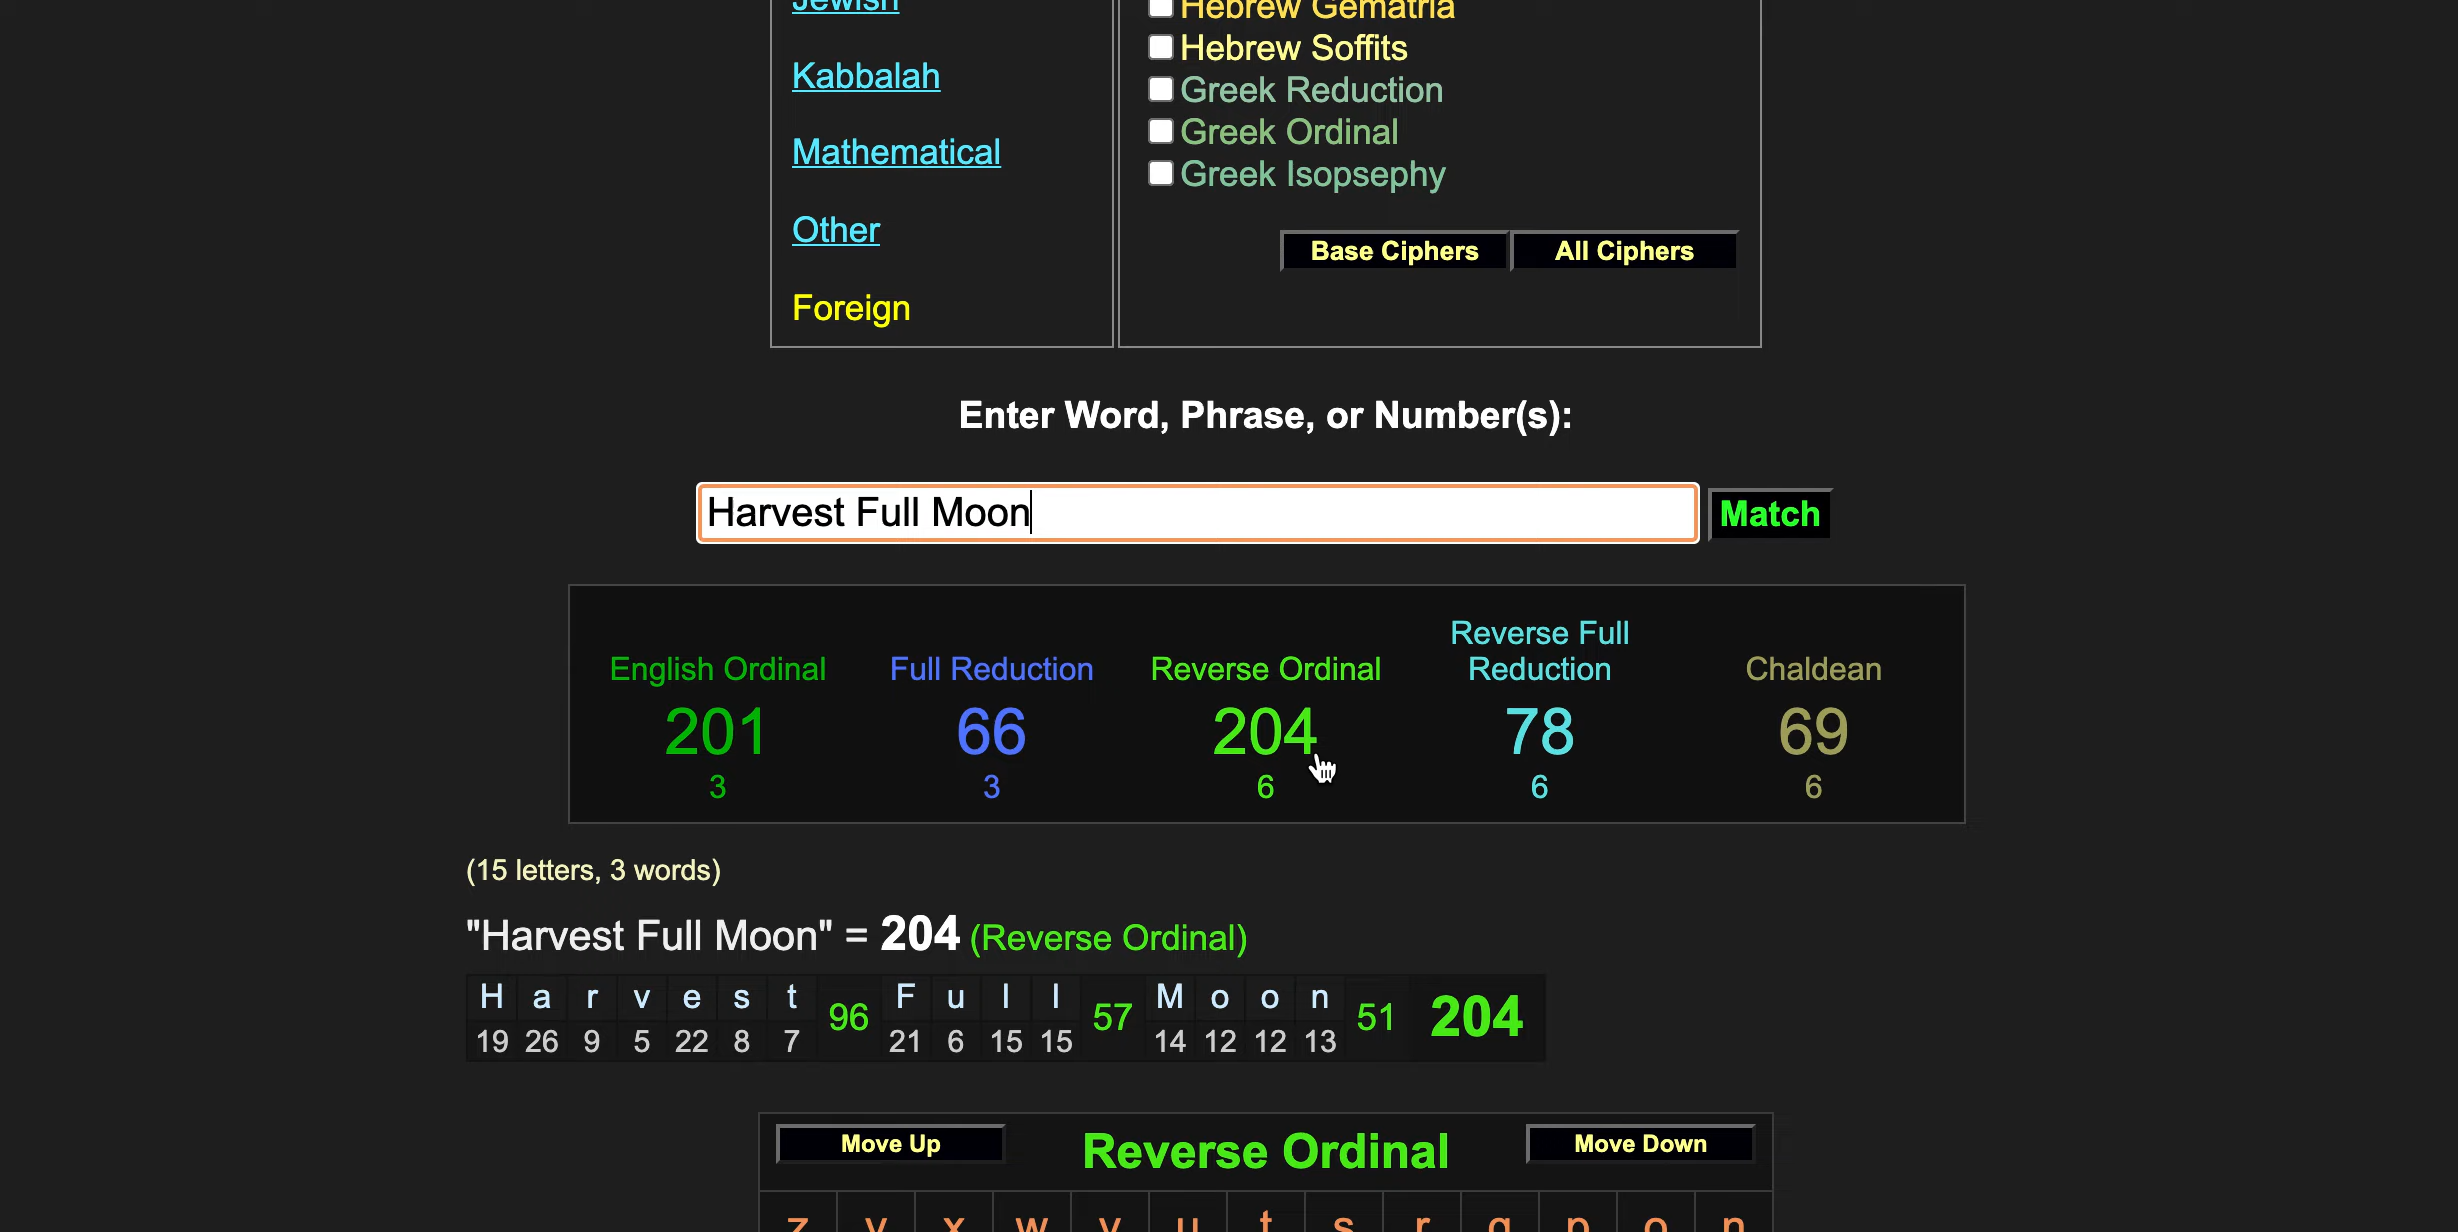 Jewish
Hebrew Gematria
Hebrew Soffits
Kabbalah
Greek Reduction
Greek Ordinal
Mathematical
Greek Isopsephy
Other
Base Ciphers
All Ciphers
Foreign
Enter Word, Phrase, or Number(s):
Harvest Full Moon
Match
English Ordinal
Full Reduction
Reverse Ordinal
Reverse Full
Reduction
Chaldean
201 66 204 78 69
3 3 6 6 6
(15 letters, 3 words)
"Harvest Full Moon" = 204 (Reverse Ordinal)
H a r v e s t 96 F u l l 57 M o o n 51 204
19 26 9 5 22 8 7 21 6 15 15 14 12 12 13
Move Up
Reverse Ordinal
Move Down
z y x w v u t s r q p o n